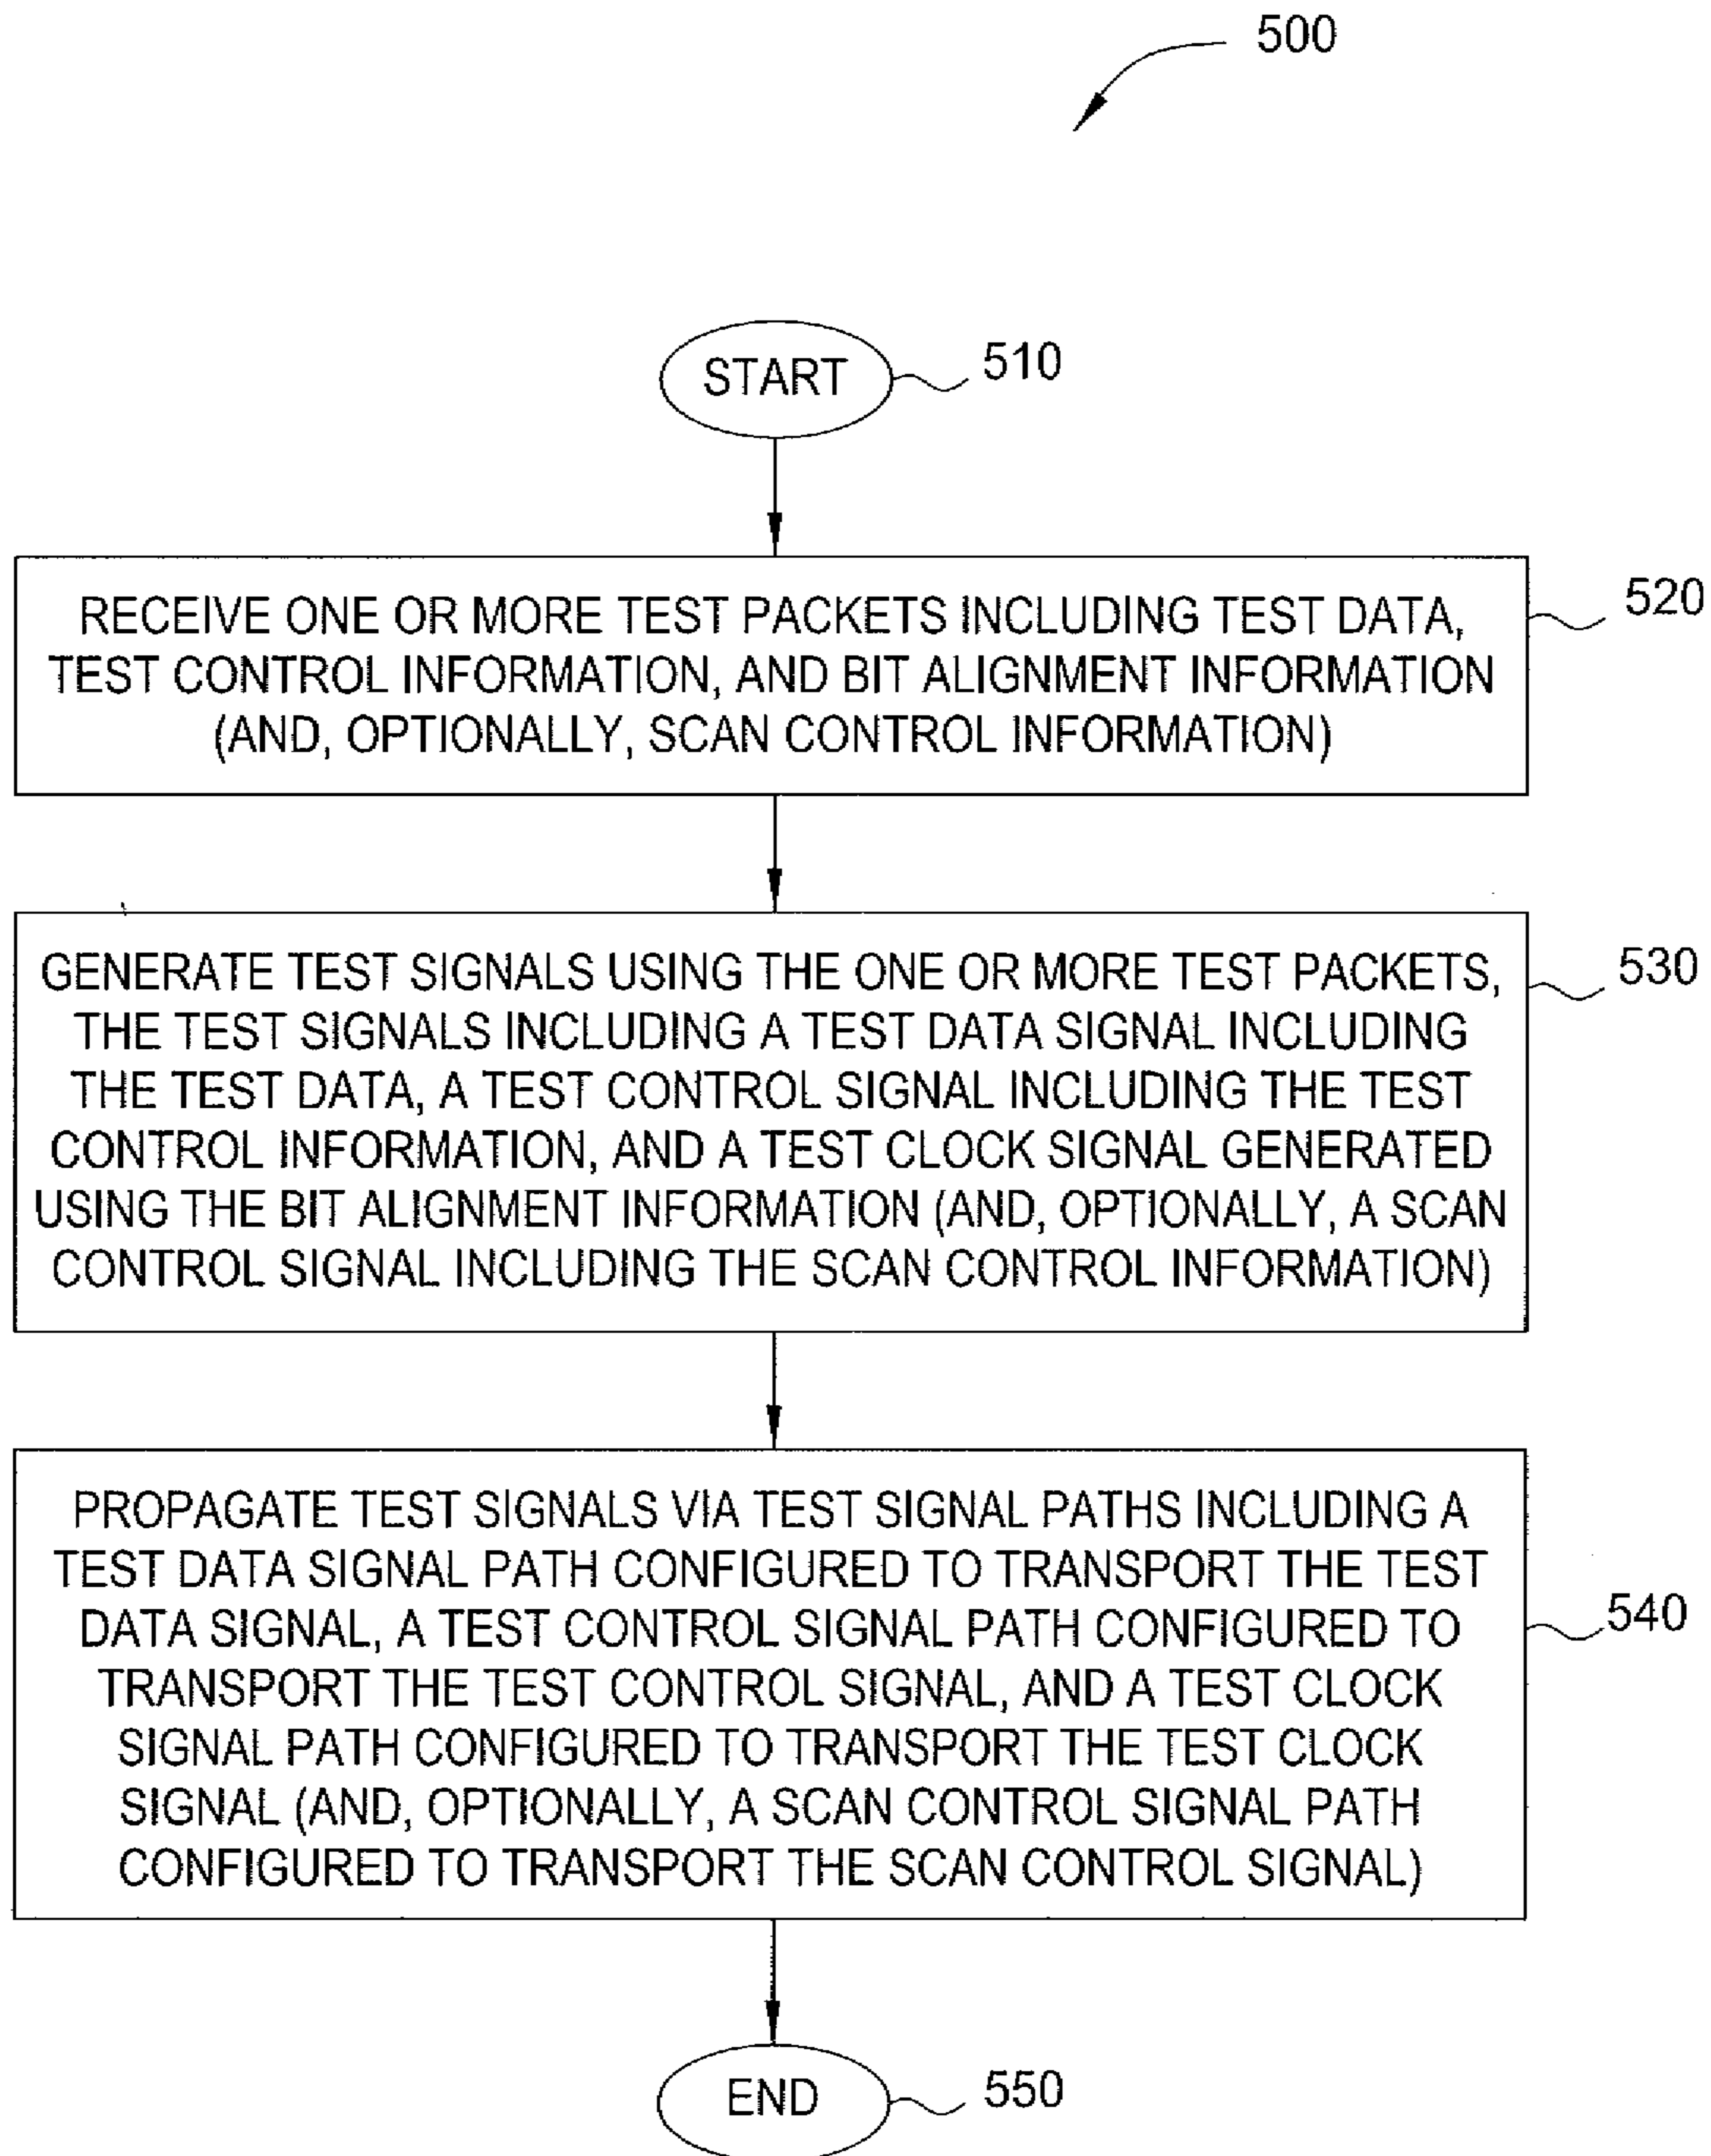 500
START
510
RECEIVE ONE OR MORE TEST PACKETS INCLUDING TEST DATA,
TEST CONTROL INFORMATION, AND BIT ALIGNMENT INFORMATION
(AND, OPTIONALLY, SCAN CONTROL INFORMATION)
520
GENERATE TEST SIGNALS USING THE ONE OR MORE TEST PACKETS,
THE TEST SIGNALS INCLUDING A TEST DATA SIGNAL INCLUDING
THE TEST DATA, A TEST CONTROL SIGNAL INCLUDING THE TEST
CONTROL INFORMATION, AND A TEST CLOCK SIGNAL GENERATED
USING THE BIT ALIGNMENT INFORMATION (AND, OPTIONALLY, A SCAN
CONTROL SIGNAL INCLUDING THE SCAN CONTROL INFORMATION)
530
PROPAGATE TEST SIGNALS VIA TEST SIGNAL PATHS INCLUDING A
TEST DATA SIGNAL PATH CONFIGURED TO TRANSPORT THE TEST
DATA SIGNAL, A TEST CONTROL SIGNAL PATH CONFIGURED TO
TRANSPORT THE TEST CONTROL SIGNAL, AND A TEST CLOCK
SIGNAL PATH CONFIGURED TO TRANSPORT THE TEST CLOCK
SIGNAL (AND, OPTIONALLY, A SCAN CONTROL SIGNAL PATH
CONFIGURED TO TRANSPORT THE SCAN CONTROL SIGNAL)
540
END
550